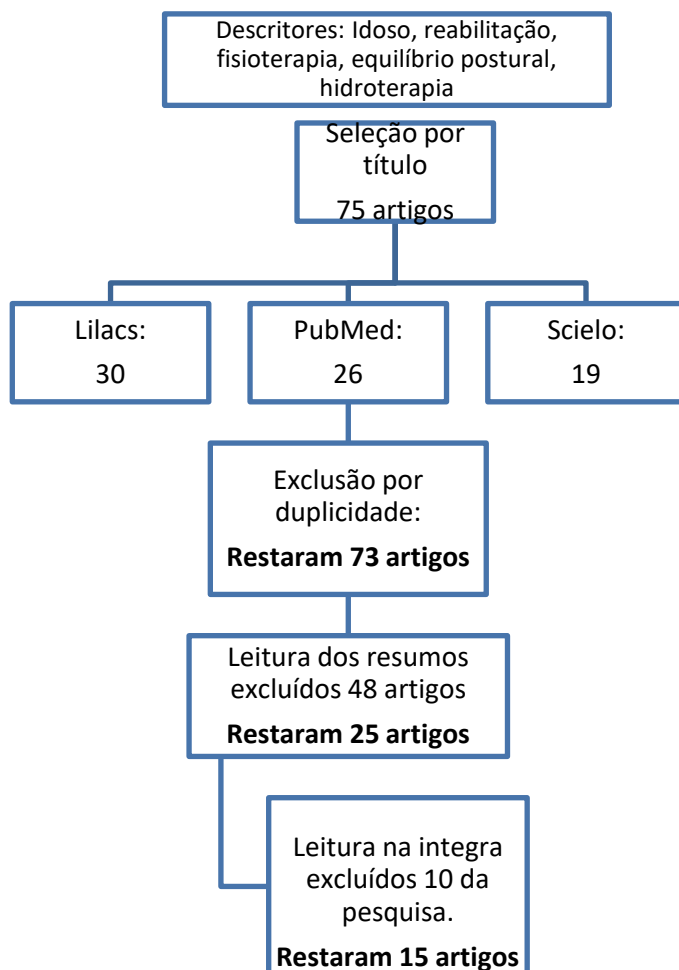 Descritores: Idoso, reabilitação,
fisioterapia, equilíbrio postural,
hidroterapia
Seleção por
título
75 artigos
Lilacs:
30
PubMed:
26
Scielo:
19
Exclusão por
duplicidade:
Restaram 73 artigos
Leitura dos resumos
excluídos 48 artigos
Restaram 25 artigos
Leitura na integra
excluídos 10 da
pesquisa.
Restaram 15 artigos